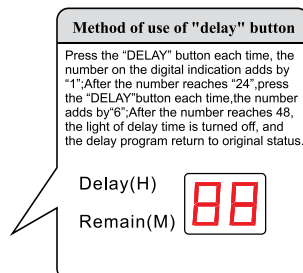 Method of use of "delay" button
Press the “DELAY” button each time, the
number on the digital indication adds by
“1”;After the number reaches “24”,press
the “DELAY”button each time,the number
adds by“6”;After the number reaches 48,
the light of delay time is turned off, and
the delay program return to original status.
Delay(H)
Remain(M)
88